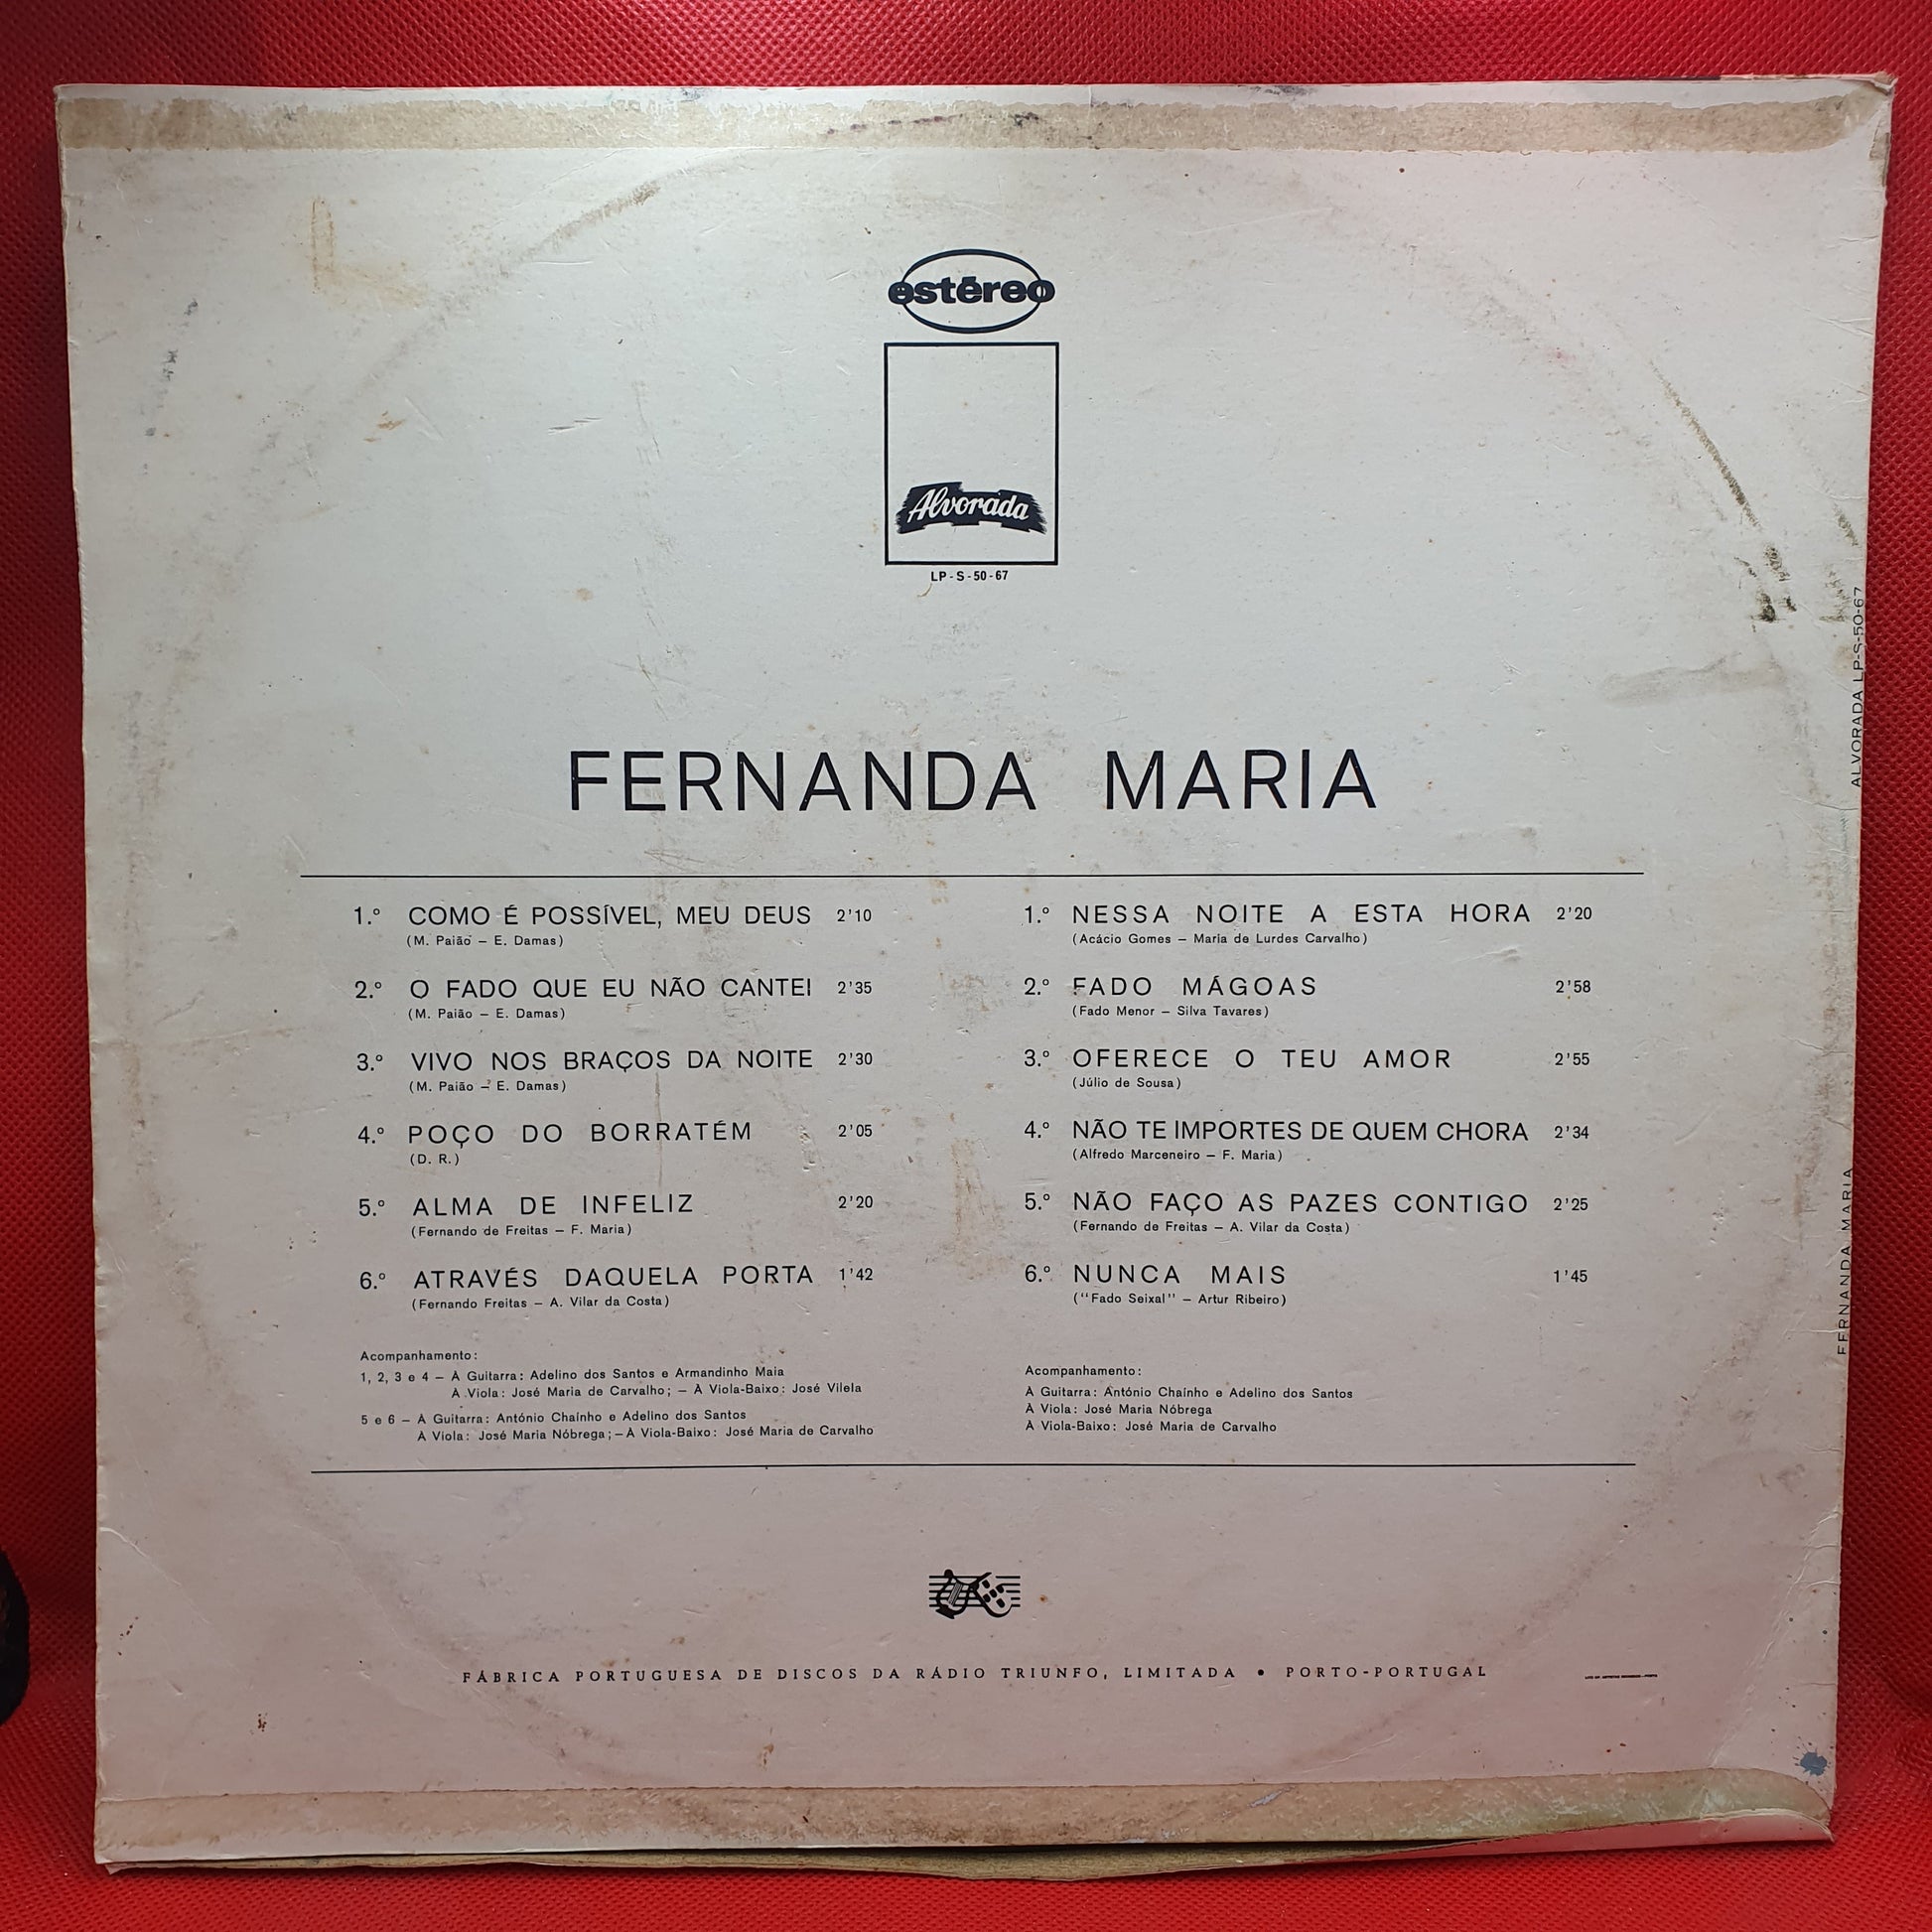 estéreo
Alvorada
LP-S-50-67
FERNANDA MARIA
1.º COMO É POSSÍVEL, MEU DEUS 2'10
(M. Paião – E. Damas)
2.º O FADO QUE EU NÃO CANTEI 2'35
(M. Paião – E. Damas)
3.º VIVO NOS BRAÇOS DA NOITE 2'30
(M. Paião – E. Damas)
4.º POÇO DO BORRATÉM 2'05
(D. R.)
5.º ALMA DE INFELIZ 2'20
(Fernando de Freitas – F. Maria)
6.º ATRAVÉS DAQUELA PORTA 1'42
(Fernando Freitas – A. Vilar da Costa)
Acompanhamento:
1, 2, 3 e 4 – À Guitarra: Adelino dos Santos e Armandinho Maia
À Viola: José Maria de Carvalho; – À Viola-Baixo: José Vilela
5 e 6 – À Guitarra: António Chaínho e Adelino dos Santos
À Viola: José Maria Nóbrega; – À Viola-Baixo: José Maria de Carvalho
1.º NESSA NOITE A ESTA HORA 2'20
(Acácio Gomes – Maria de Lurdes Carvalho)
2.º FADO MÁGOAS 2'58
(Fado Menor – Silva Tavares)
3.º OFERECE O TEU AMOR 2'55
(Júlio de Sousa)
4.º NÃO TE IMPORTES DE QUEM CHORA 2'34
(Alfredo Marceneiro – F. Maria)
5.º NÃO FAÇO AS PAZES CONTIGO 2'25
(Fernando de Freitas – A. Vilar da Costa)
6.º NUNCA MAIS 1'45
("Fado Seixal" – Artur Ribeiro)
Acompanhamento:
À Guitarra: António Chaínho e Adelino dos Santos
À Viola: José Maria Nóbrega
À Viola-Baixo: José Maria de Carvalho
FÁBRICA PORTUGUESA DE DISCOS DA RÁDIO TRIUNFO, LIMITADA • PORTO-PORTUGAL
ALVORADA LP-S-50-67
FERNANDA MARIA